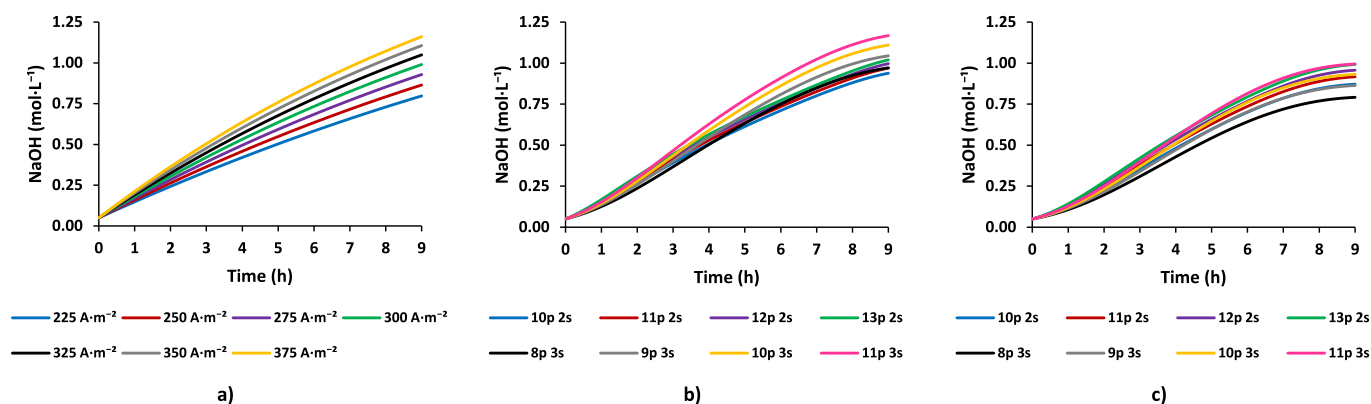 1.25
1.00
0.75
0.50
0.25
0.00
NaOH (mol·L⁻¹)
0 1 2 3 4 5 6 7 8 9
Time (h)
225 A·m⁻² 250 A·m⁻² 275 A·m⁻² 300 A·m⁻²
325 A·m⁻² 350 A·m⁻² 375 A·m⁻²
a)
1.25
1.00
0.75
0.50
0.25
0.00
NaOH (mol·L⁻¹)
0 1 2 3 4 5 6 7 8 9
Time (h)
10p 2s 11p 2s 12p 2s 13p 2s
8p 3s 9p 3s 10p 3s 11p 3s
b)
1.25
1.00
0.75
0.50
0.25
0.00
NaOH (mol·L⁻¹)
0 1 2 3 4 5 6 7 8 9
Time (h)
10p 2s 11p 2s 12p 2s 13p 2s
8p 3s 9p 3s 10p 3s 11p 3s
c)